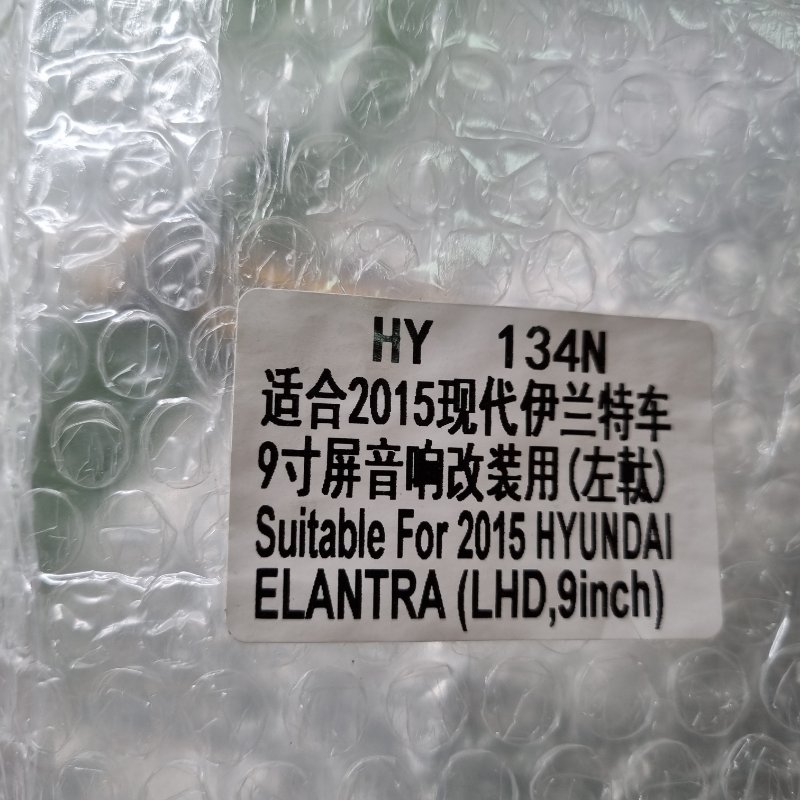 HY 134N
适合2015现代伊兰特车
9寸屏音响改装用(左軚)
Suitable For 2015 HYUNDAI
ELANTRA (LHD,9inch)